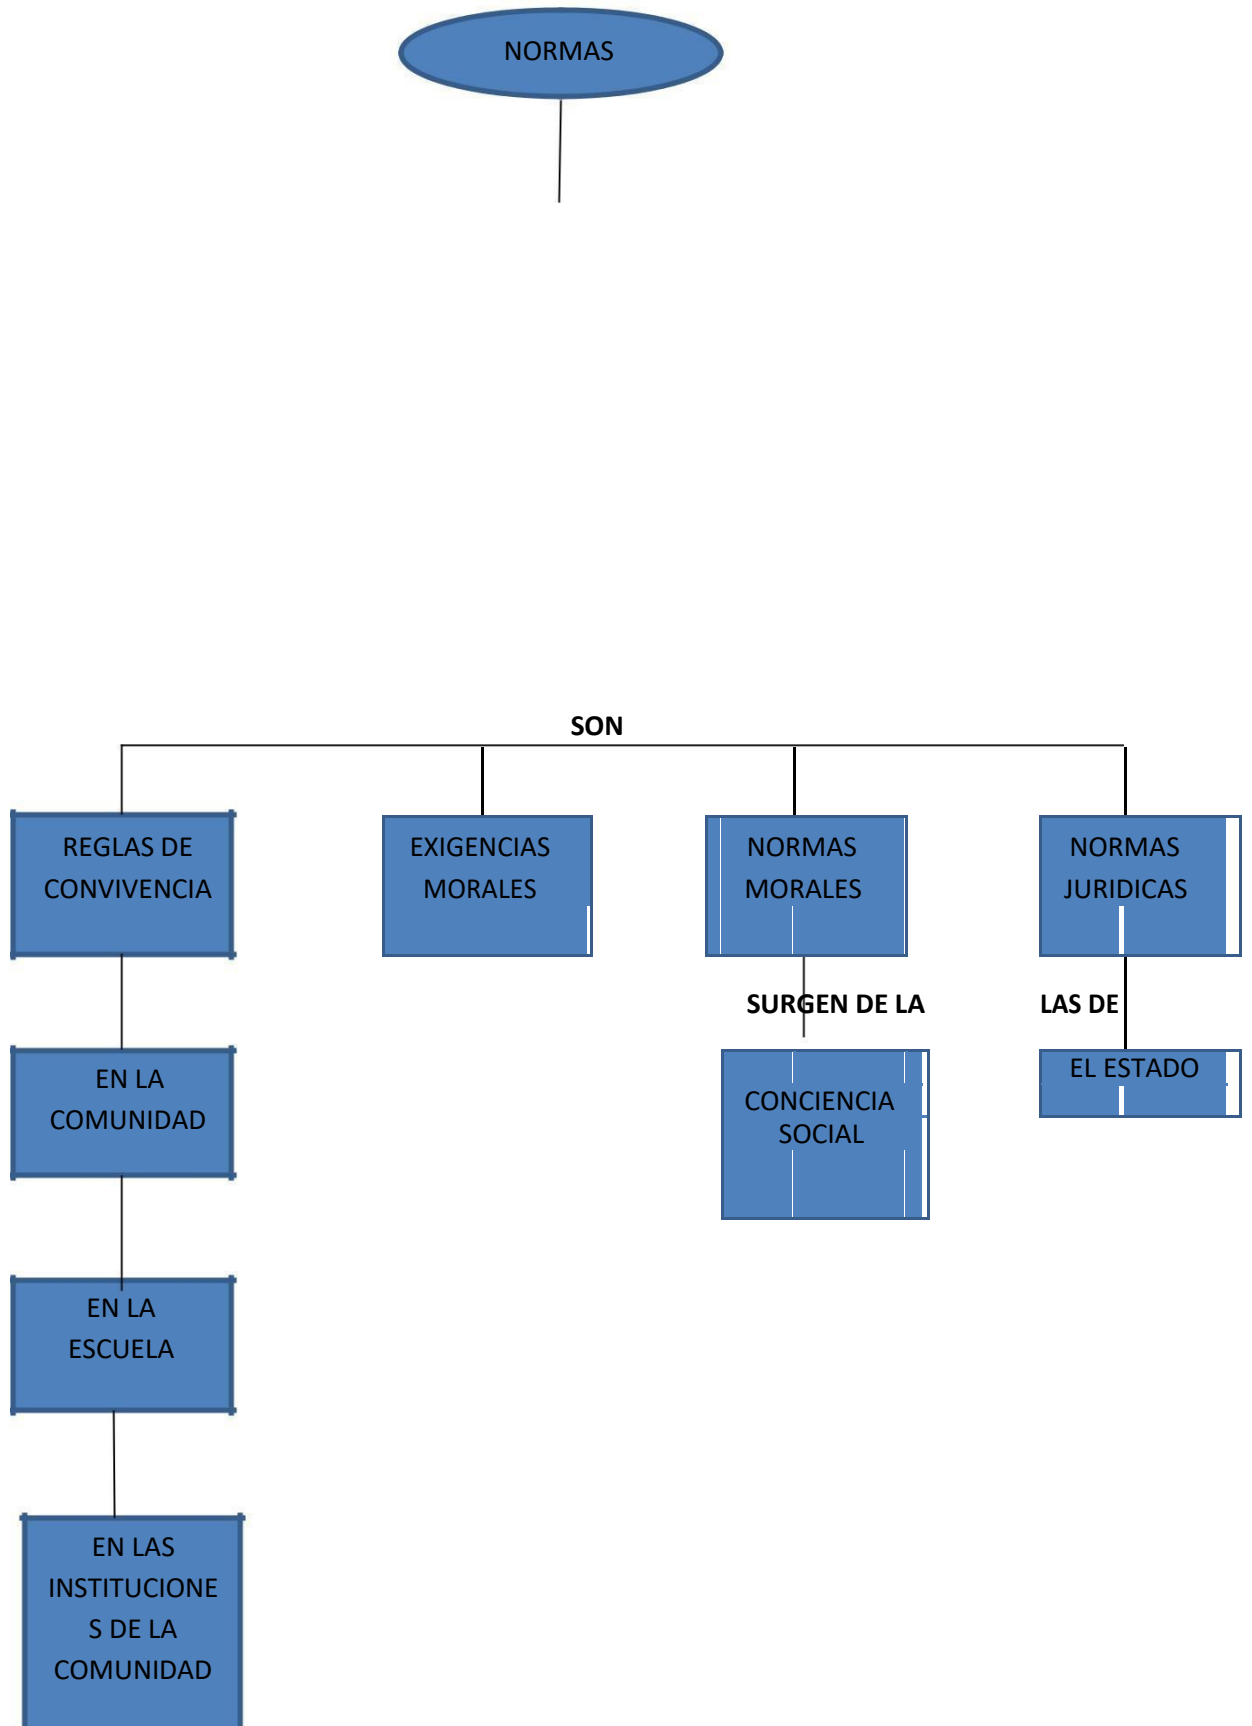 NORMAS
SON
REGLAS DE
CONVIVENCIA
EXIGENCIAS
MORALES
NORMAS
MORALES
NORMAS
JURIDICAS
SURGEN DE LA
LAS DE
EN LA
COMUNIDAD
CONCIENCIA
SOCIAL
EL ESTADO
EN LA
ESCUELA
EN LAS
INSTITUCIONE
S DE LA
COMUNIDAD